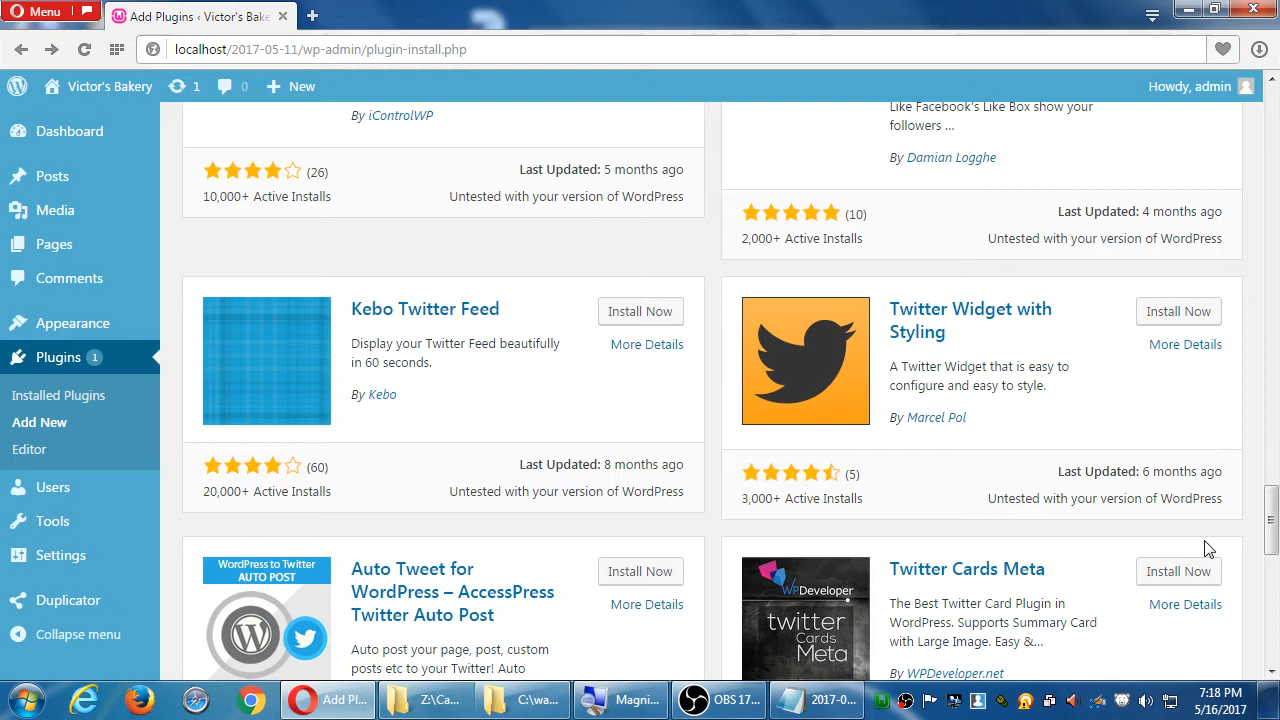 Menu
Add Plugins ‹ Victor's Bake
localhost/2017-05-11/wp-admin/plugin-install.php
Victor's Bakery
1
0
New
Howdy, admin
Dashboard
Posts
Media
Pages
Comments
Appearance
Plugins 1
Installed Plugins
Add New
Editor
Users
Tools
Settings
Duplicator
Collapse menu
By iControlWP
(26)
Last Updated: 5 months ago
10,000+ Active Installs
Untested with your version of WordPress
Like Facebook's Like Box show your
followers ...
By Damian Logghe
(10)
Last Updated: 4 months ago
2,000+ Active Installs
Untested with your version of WordPress
Kebo Twitter Feed
Install Now
Display your Twitter Feed beautifully
in 60 seconds.
More Details
By Kebo
(60)
Last Updated: 8 months ago
20,000+ Active Installs
Untested with your version of WordPress
Twitter Widget with
Styling
Install Now
More Details
A Twitter Widget that is easy to
configure and easy to style.
By Marcel Pol
(5)
Last Updated: 6 months ago
3,000+ Active Installs
Untested with your version of WordPress
WordPress to Twitter
AUTO POST
Auto Tweet for
WordPress – AccessPress
Twitter Auto Post
Install Now
More Details
Auto post your page, post, custom
posts etc to your Twitter! Auto
WPDeveloper
twitter
Cards
Meta
Twitter Cards Meta
Install Now
More Details
The Best Twitter Card Plugin in
WordPress. Supports Summary Card
with Large Image. Easy &...
By WPDeveloper.net
Add Pl...
Z:\Ca...
C:\wa...
Magni...
OBS 17...
2017-0...
7:18 PM
5/16/2017